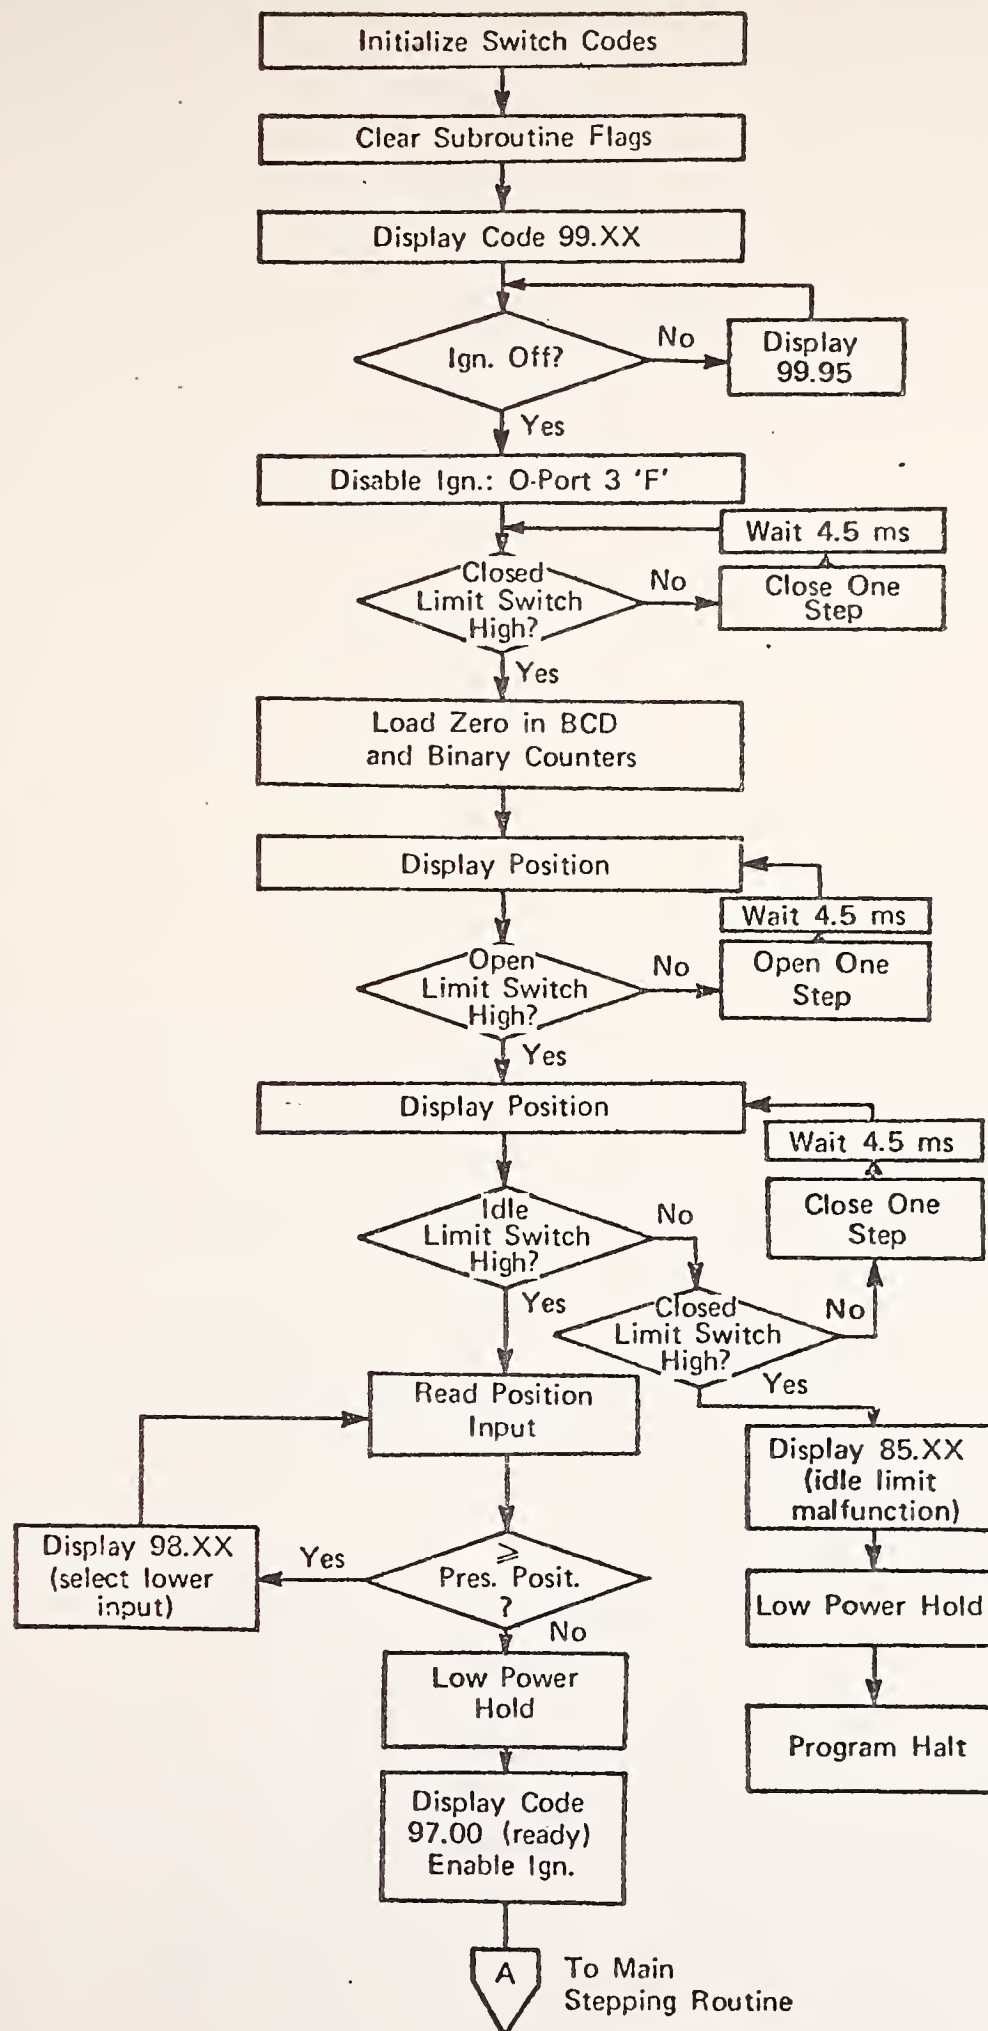 Initialize Switch Codes
Clear Subroutine Flags
Display Code 99.XX
Ign. Off?
No
Display
99.95
Yes
Disable Ign.: O-Port 3 'F'
Wait 4.5 ms
Closed
Limit Switch
High?
No
Close One
Step
Yes
Load Zero in BCD
and Binary Counters
Display Position
Wait 4.5 ms
Open
Limit Switch
High?
No
Open One
Step
Yes
Display Position
Wait 4.5 ms
Idle
Limit Switch
High?
No
Close One
Step
Yes
Closed
Limit Switch
High?
No
Yes
Read Position
Input
Display 85.XX
(idle limit
malfunction)
Display 98.XX
(select lower
input)
Yes
≥
Pres. Posit.
?
No
Low Power Hold
Low Power
Hold
Program Halt
Display Code
97.00 (ready)
Enable Ign.
A
To Main
Stepping Routine